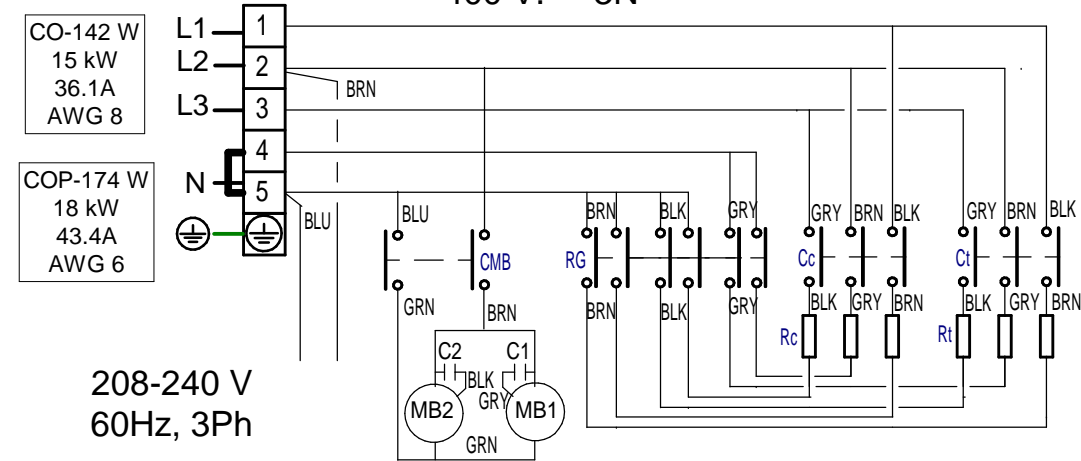 400 V. 3N
CO-142 W
15 kW
36.1A
AWG 8
COP-174 W
18 kW
43.4A
AWG 6
L1
L2
L3
N
1
2
3
4
5
BRN
BLU
BLU
CMB
GRN
BRN
C2
C1
BLK
GRY
MB2
MB1
GRN
BRN
BLK
GRY
RG
BRN
BLK
GRY
GRY BRN BLK
Cc
BLK GRY BRN
Rc
GRY BRN BLK
Ct
BLK GRY BRN
Rt
208-240 V
60Hz, 3Ph